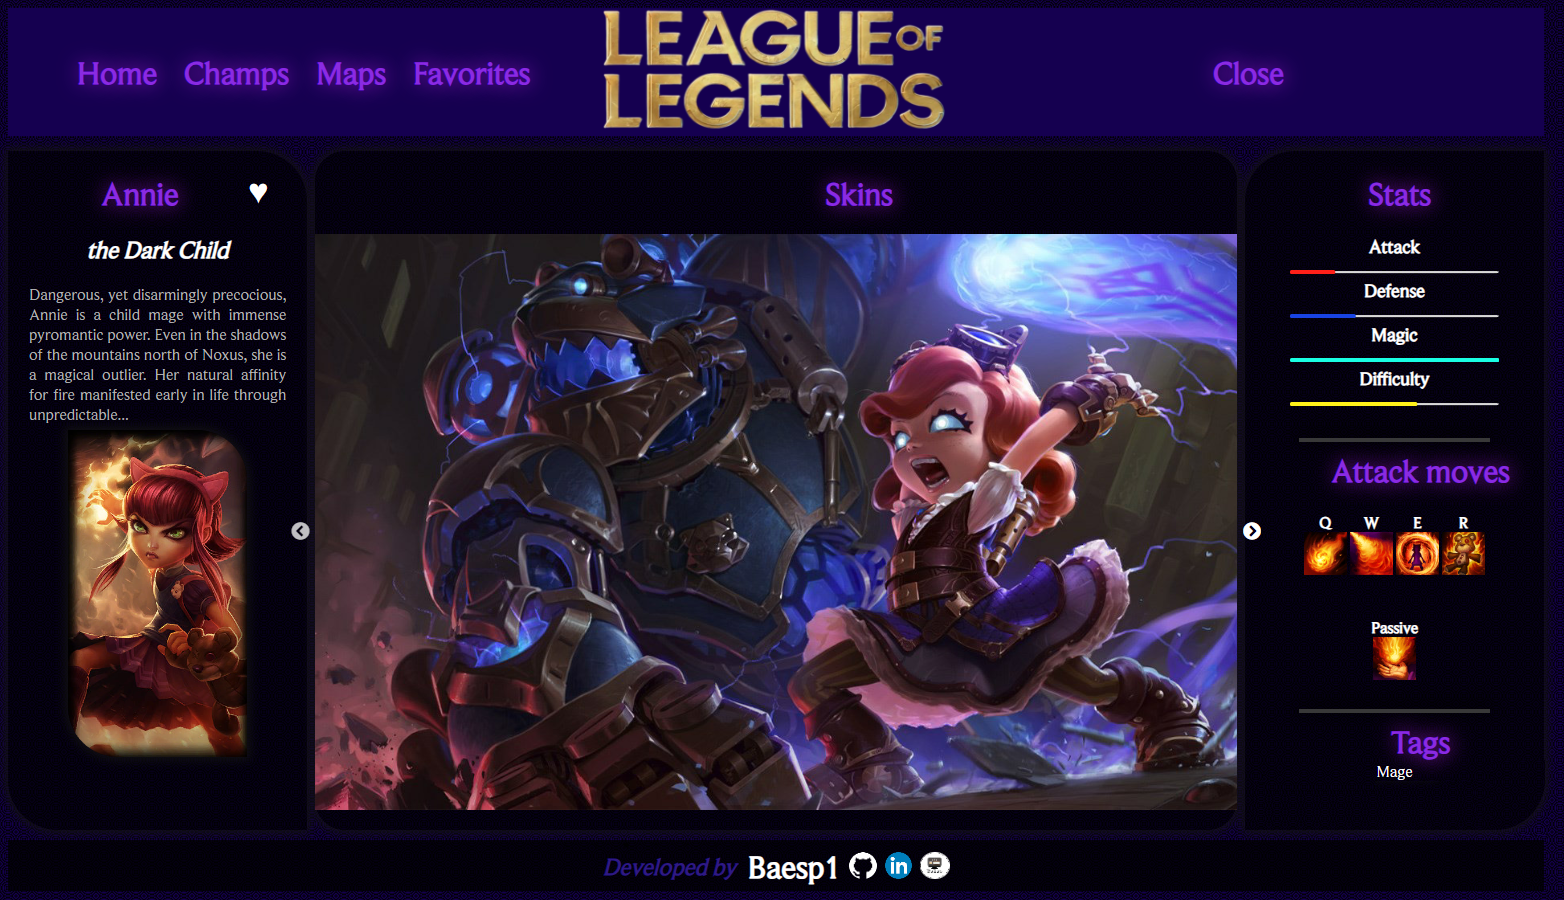 Home Champs Maps Favorites
LEAGUE OF
LEGENDS
Close
Annie
the Dark Child
Dangerous, yet disarmingly precocious,
Annie is a child mage with immense
pyromantic power. Even in the shadows
of the mountains north of Noxus, she is
a magical outlier. Her natural affinity
for fire manifested early in life through
unpredictable...
Skins
Stats
Attack
Defense
Magic
Difficulty
Attack moves
Q W E R
Passive
Tags
Mage
Developed by Baesp1 in